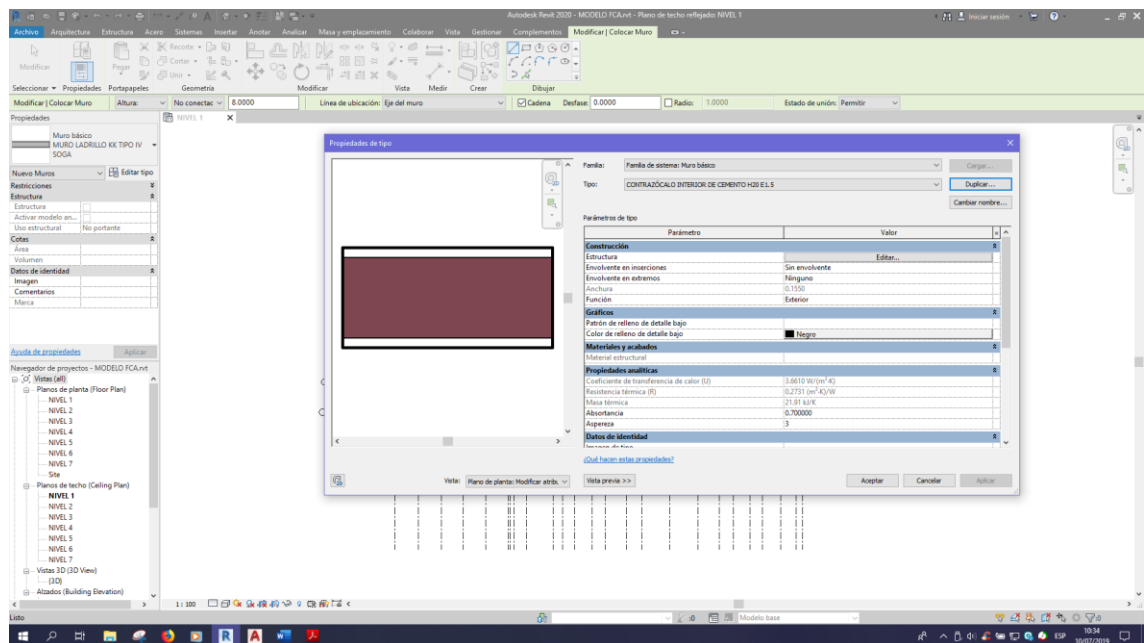 Autodesk Revit 2020 - MODELO FCA.rvt - Plano de techo reflejado: NIVEL 1
Iniciar sesión
Archivo Arquitectura Estructura Acero Sistemas Insertar Anotar Analizar Masa y emplazamiento Colaborar Vista Gestionar Complementos Modificar | Colocar Muro
Modificar
Pegar
Recorte
Cortar
Unir
Seleccionar Propiedades Portapapeles Geometría Modificar Vista Medir Crear Dibujar
Modificar | Colocar Muro Altura: No conectac 8.0000 Línea de ubicación: Eje del muro Cadena Desfase: 0.0000 Radio: 1.0000 Estado de unión: Permitir
Propiedades
NIVEL 1
Muro básico
MURO LADRILLO KK TIPO IV
SOGA
Nuevo Muros Editar tipo
Restricciones
Estructura
Estructura
Activar modelo an...
Uso estructural No portante
Cotas
Área
Volumen
Datos de identidad
Imagen
Comentarios
Marca
Ayuda de propiedades Aplicar
Navegador de proyectos - MODELO FCA.rvt
Vistas (all)
Planos de planta (Floor Plan)
NIVEL 1
NIVEL 2
NIVEL 3
NIVEL 4
NIVEL 5
NIVEL 6
NIVEL 7
Site
Planos de techo (Ceiling Plan)
NIVEL 1
NIVEL 2
NIVEL 3
NIVEL 4
NIVEL 5
NIVEL 6
NIVEL 7
Vistas 3D (3D View)
{3D}
Alzados (Building Elevation)
Propiedades de tipo
Familia: Familia de sistema: Muro básico Cargar...
Tipo: CONTRAZÓCALO INTERIOR DE CEMENTO H20 E1.5 Duplicar...
Cambiar nombre...
Parámetros de tipo
Parámetro Valor
Construcción
Estructura Editar...
Envolvente en inserciones Sin envolvente
Envolvente en extremos Ninguno
Anchura 0.1550
Función Exterior
Gráficos
Patrón de relleno de detalle bajo
Color de relleno de detalle bajo Negro
Materiales y acabados
Material estructural
Propiedades analíticas
Coeficiente de transferencia de calor (U) 3.6610 W/(m²·K)
Resistencia térmica (R) 0.2731 (m²·K)/W
Masa térmica 21.91 kJ/K
Absortancia 0.700000
Aspereza 3
Datos de identidad
Imagen de tipo
¿Qué hacen estas propiedades?
Vista: Plano de planta: Modificar atribu. Vista previa >> Aceptar Cancelar Aplicar
1 : 100
Listo
:0
Modelo base
:0
ESP
10:34
10/07/2019